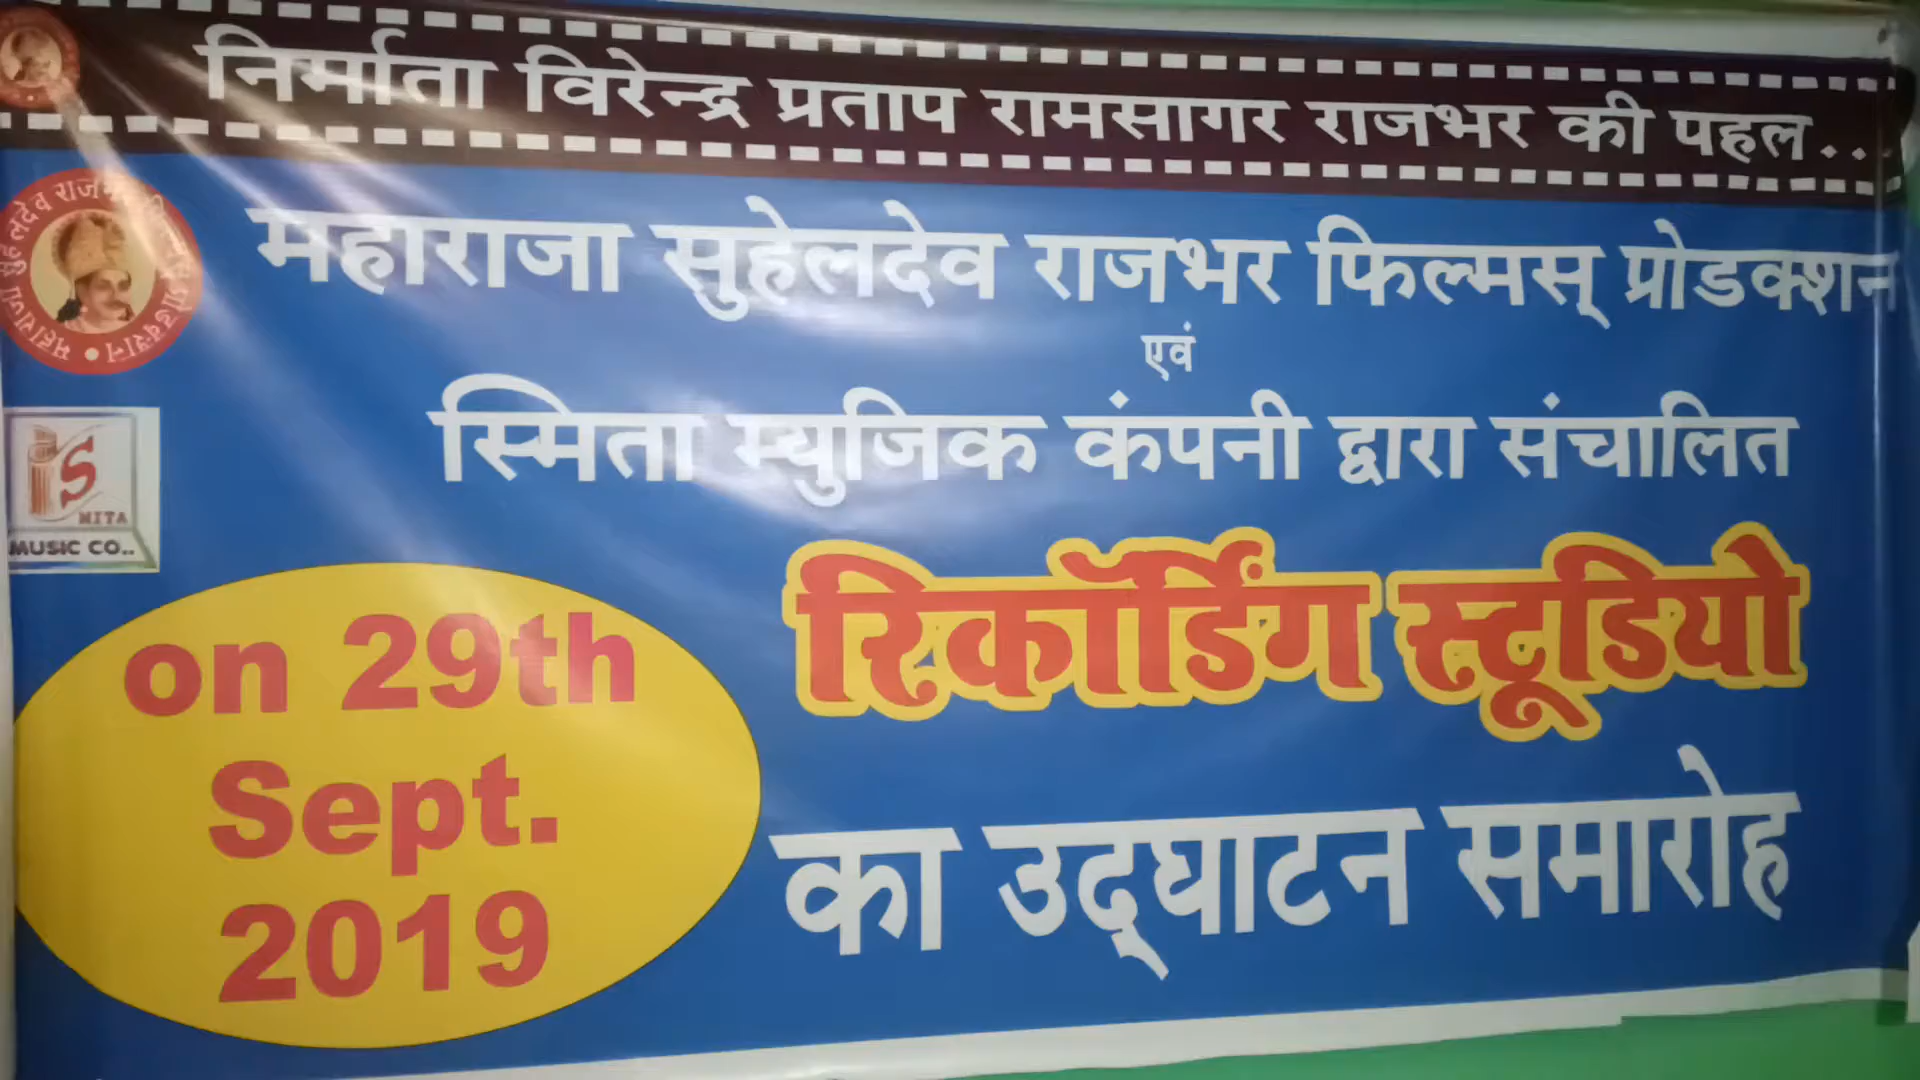 निर्माता विरेन्द्र प्रताप रामसागर राजभर की पहल...
महाराजा सुहेलदेव राजभर फिल्मस् प्रोडक्शन
एवं
स्मिता म्युजिक कंपनी द्वारा संचालित
S
MITA
MUSIC CO..
रिकॉर्डिंग स्टूडियो
on 29th
Sept.
2019
का उद्घाटन समारोह